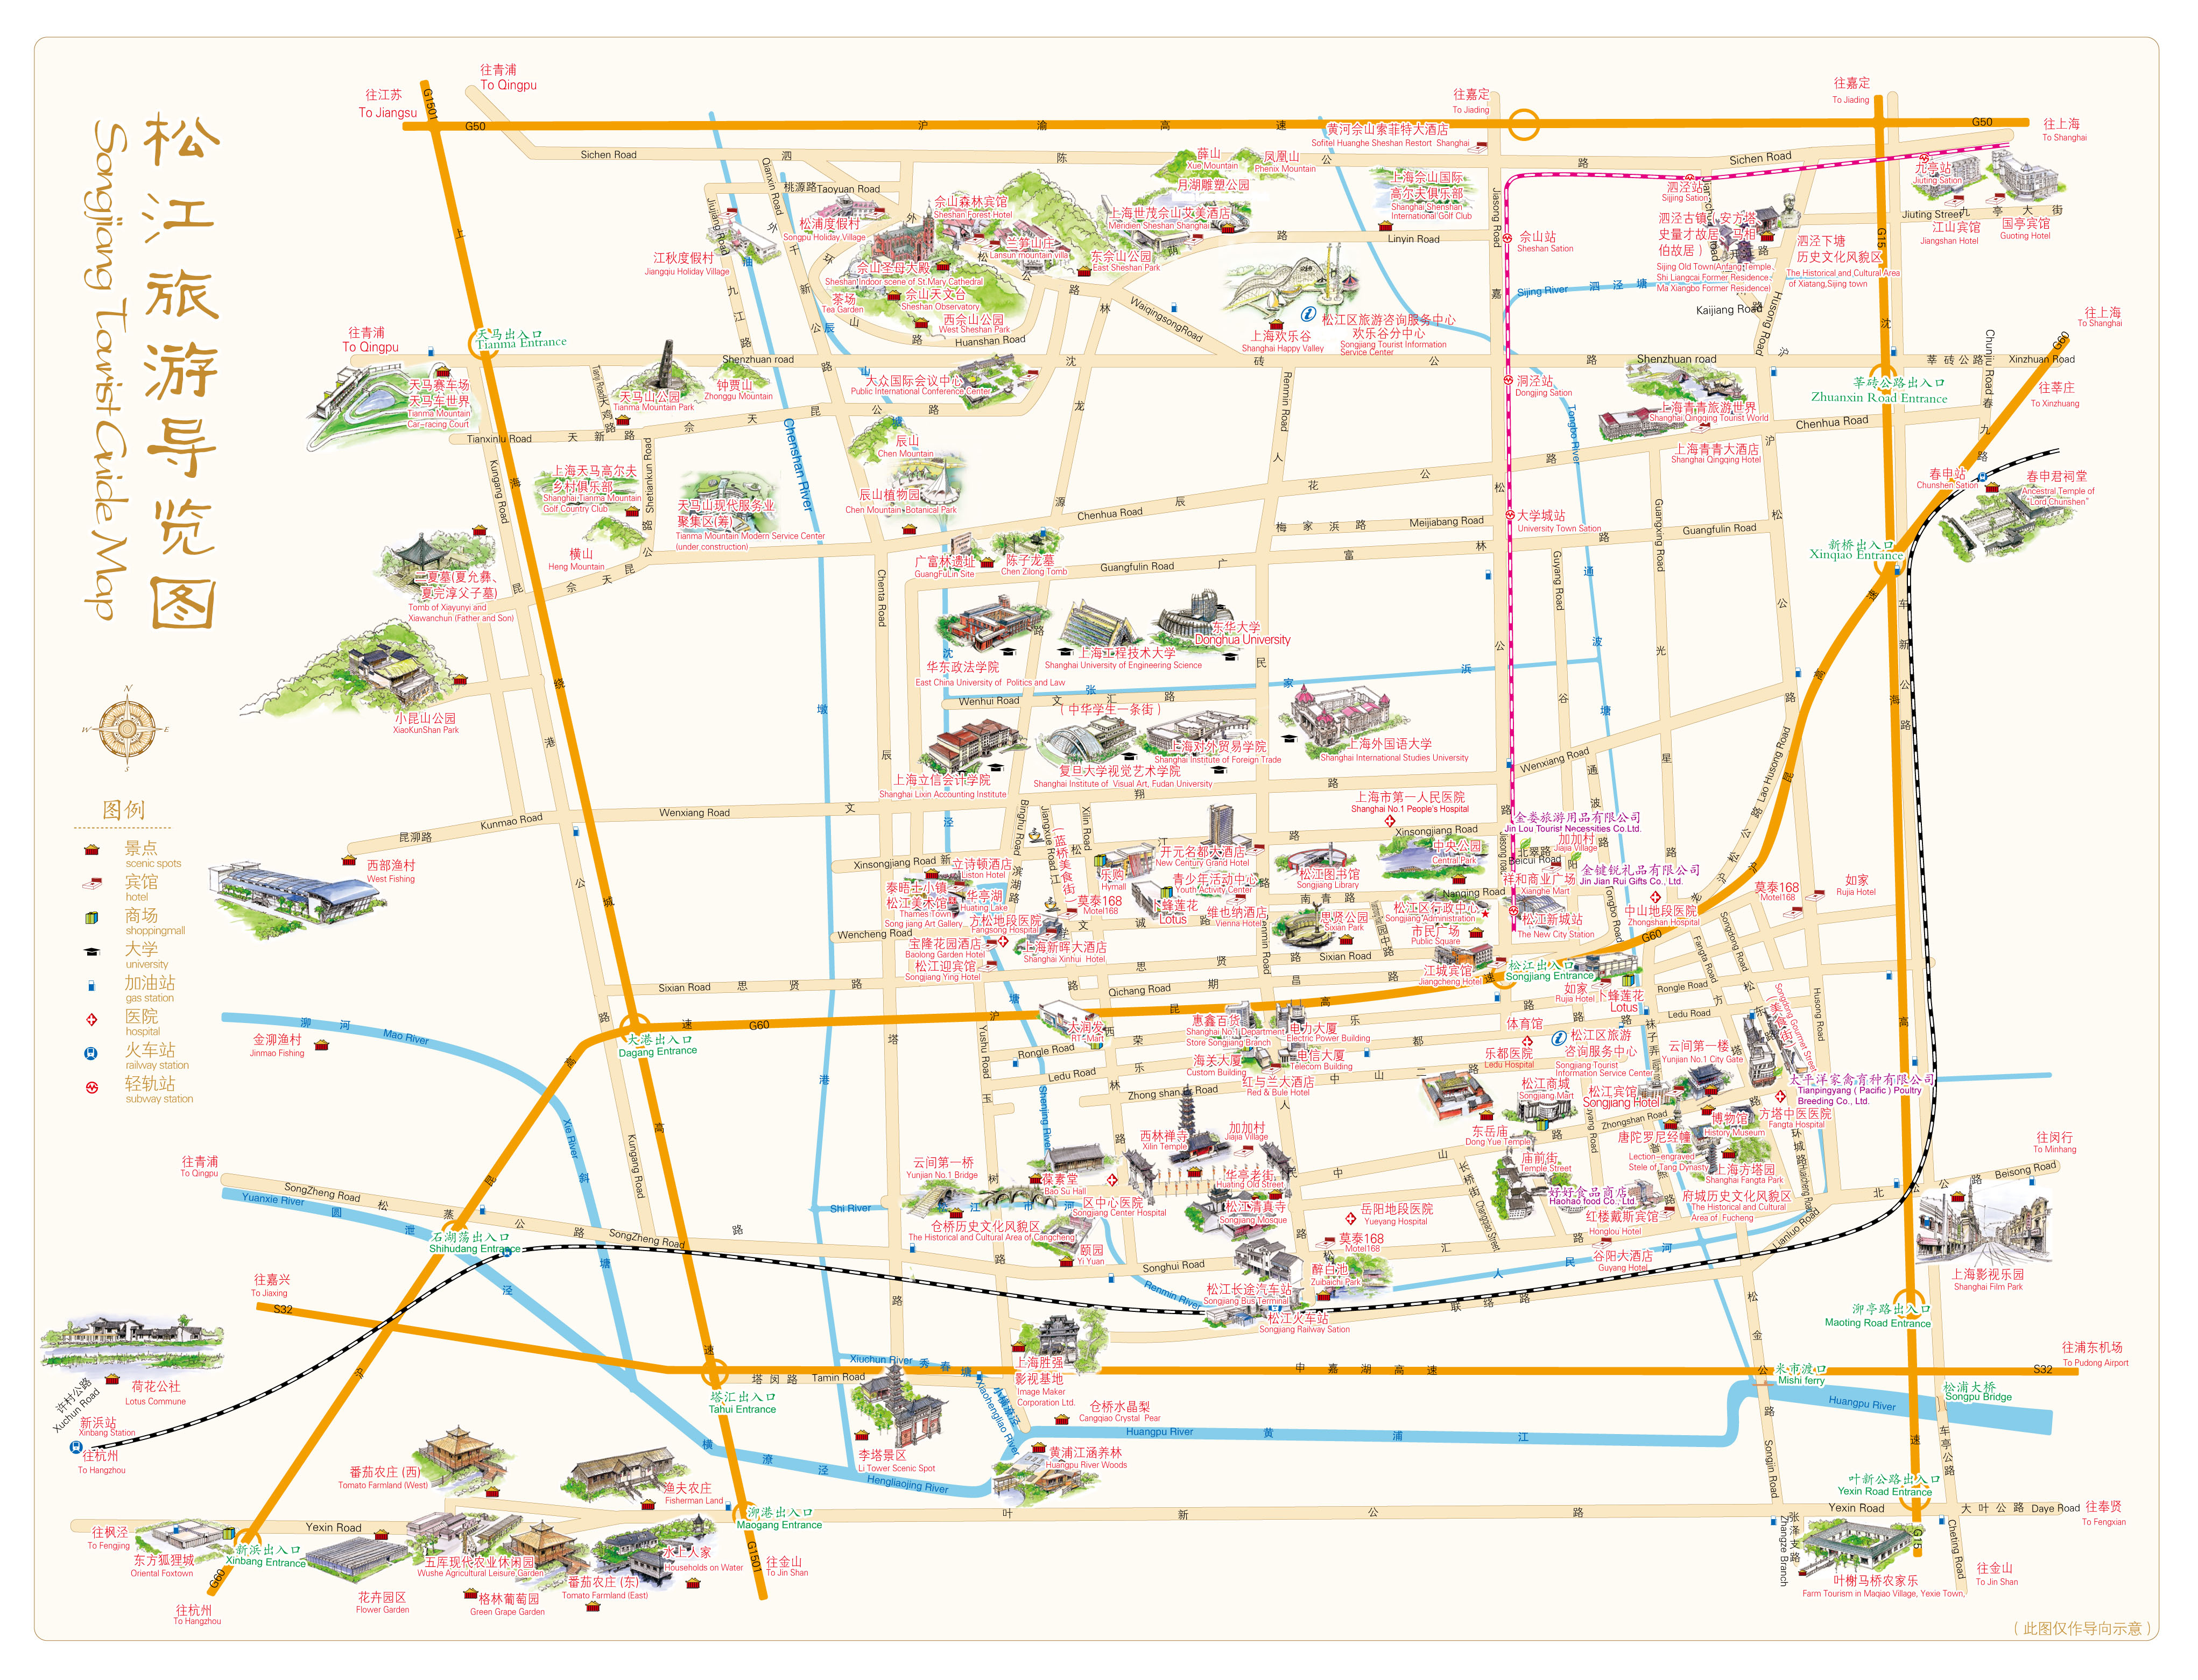 松江旅游导览图
Songjiang Tourist Guide Map
N
W
E
S
图例
景点
scenic spots
宾馆
hotel
商场
shoppingmall
大学
university
加油站
gas station
医院
hospital
火车站
railway station
轻轨站
subway station
往青浦
To Qingpu
往江苏
To Jiangsu
G1501
G50
沪渝高速
往嘉定
To Jiading
往嘉定
To Jiading
G50
往上海
To Shanghai
Sichen Road
泗陈公路
Sichen Road
黄河佘山索菲特大酒店
Sofitel Huanghe Sheshan Restort Shanghai
薛山
Xue Mountain
凤凰山
Phenix Mountain
月湖雕塑公园
上海佘山国际
高尔夫俱乐部
Shanghai Sheshan
International Golf Club
泗泾站
Sijjing Sation
九亭站
Jiuting Sation
Jiuting Street
九亭大街
江山宾馆
Jiangshan Hotel
国亭宾馆
Guoting Hotel
桃源路
Taoyuan Road
Qianxin Road
Jiujiang Road
松浦度假村
Songpu Holiday Village
江秋度假村
Jiangqiu Holiday Village
佘山森林宾馆
Sheshan Forest Hotel
兰笋山庄
Lansun mountain villa
上海世茂佘山艾美酒店
Meridien Sheshan Shanghai
东佘山公园
East Sheshan Park
佘山圣母大殿
Sheshan Indoor scene of St.Mary Cathedral
茶场
Tea Garden
佘山天文台
Sheshan Observatory
西佘山公园
West Sheshan Park
Huanshan Road
Linyin Road
WaiqingsongRoad
Jiasong Road
佘山站
Sheshan Sation
上海欢乐谷
Shanghai Happy Valley
松江区旅游咨询服务中心
欢乐谷分中心
Songjiang Tourist Information
Service Center
泗泾古镇(安方塔
史量才故居、马相
伯故居)
Sijing Old Town(Anfang Temple、
Shi Liangcai Former Residence、
Ma Xiangbo Former Residence)
泗泾下塘
历史文化风貌区
The Historical and Cultural Area
of Xiatang,Sijing town
Sijing River
泗泾塘
Kaijiang Road
Husong Road
G15
往上海
To Shanghai
G60
Chunjiu Road
莘砖公路
Xinzhuan Road
往莘庄
To Xinzhuang
莘砖公路出入口
Zhuanxin Road Entrance
往青浦
To Qingpu
天马出入口
Tianma Entrance
Shenzhuan road
沈砖公路
Shenzhuan road
天马赛车场
天马车世界
Tianma Mountain
Car-racing Court
天马山公园
Tianma Mountain Park
钟贾山
Zhonggu Mountain
大众国际会议中心
Public International Conference Center
洞泾站
Dongjing Sation
上海青青旅游世界
Shanghai Qingqing Tourist World
上海青青大酒店
Shanghai Qingqing Hotel
Chenhua Road
Tianxinlu Road
天新路
Kungang Road
Shetiankun Road
上海天马高尔夫
乡村俱乐部
Shanghai Tianma Mountain
Golf Country Club
天马山现代服务业
聚集区(筹)
Tianma Mountain Modern Service Center
(under construction)
横山
Heng Mountain
Chenshan River
辰山
Chen Mountain
辰山植物园
Chen Mountain Botanical Park
Renmin Road
Tongbo River
春申站
Chunshen Sation
春申君祠堂
Ancestral Temple of
"Lord Chunshen"
Chenhua Road
梅家浜路
Meijiabang Road
大学城站
University Town Sation
Guangxing Road
Guangfulin Road
新桥出入口
Xinqiao Entrance
夏墓(夏允彝、
夏完淳父子墓)
Tomb of Xiayunyi and
Xiawanchun (Father and Son)
广富林遗址
GuangFuLin Site
陈子龙墓
Chen Zilong Tomb
Guangfulin Road
Chenta Road
Guyang Road
东华大学
Donghua University
华东政法学院
East China University of Politics and Law
上海工程技术大学
Shanghai University of Engineering Science
小昆山公园
XiaoKunShan Park
Wenhui Road
文汇路
(中华学生一条街)
上海立信会计学院
Shanghai Lixin Accounting Institute
复旦大学视觉艺术学院
Shanghai Institute of Visual Art, Fudan University
上海对外贸易学院
Shanghai Institute of Foreign Trade
上海外国语大学
Shanghai International Studies University
Wenxiang Road
Lao Husong Road
昆泖路
Kunmao Road
Wenxiang Road
西部渔村
West Fishing
上海市第一人民医院
Shanghai No.1 People's Hospital
金蒌旅游用品有限公司
Jin Lou Tourist Necessities Co.Ltd.
Xinsongjiang Road
Xinsongjiang Road
Binghu Road
Jiangxue Road
Xilin Road
(蓝桥美食街)
立诗顿酒店
Liston Hotel
泰晤士小镇
松江美术馆
Thames Town
Song jiang Art Gallery
华亭湖
Huating Lake
方松地段医院
Fangsong Hospital
莫泰168
Motel168
乐购
Hymall
开元名都大酒店
New Century Grand Hotel
青少年活动中心
Youth Activity Center
卜蜂莲花
Lotus
维也纳酒店
Vienna Hotel
松江图书馆
Songjiang Library
中央公园
Central Park
思贤公园
Sixian Park
Nanqing Road
松江区行政中心
Songjiang Administration
市民广场
Public Square
加加村
Jiajia Village
Beicui Road
祥和商业广场
Xianghe Mart
金键锐礼品有限公司
Jin Jian Rui Gifts Co., Ltd.
松江新城站
The New City Station
中山地段医院
Zhongshan Hospital
莫泰168
Motel168
如家
Rujia Hotel
Wencheng Road
宝隆花园酒店
Baolong Garden Hotel
上海新晖大酒店
Shanghai Xinhui Hotel
松江迎宾馆
Songjiang Ying Hotel
Sixian Road
思贤路
Sixian Road
江城宾馆
Jiangcheng Hotel
松江出入口
Songjiang Entrance
如家
Rujia Hotel
卜蜂莲花
Lotus
Rongle Road
Fangta Road
Songdong Road
Ledu Road
Husong Road
Songdong Gourmet Street
Qichang Road
G60
大港出入口
Dagang Entrance
泖河
Mao River
金泖渔村
Jinmao Fishing
大润发
RT-Mart
Rongle Road
Ledu Road
Zhong shan Road
Yushu Road
Shenjing River
惠鑫百货
Shanghai No.1 Department
Store Songjiang Branch
电力大厦
Electric Power Building
海关大厦
Custom Building
电信大厦
Telecom Building
红与兰大酒店
Red & Bule Hotel
体育馆
乐都医院
Ledu Hospital
松江区旅游
咨询服务中心
Songjiang Tourist
Information Service Center
云间第一楼
Yunjian No.1 City Gate
松江商城
Songjiang Mart
松江宾馆
Songjiang Hotel
太平洋家禽育种有限公司
Tianpingyang ( Pacific ) Poultry
Breeding Co., Ltd.
博物馆
History Museum
方塔中医医院
Fangta Hospital
Zhongshan Road
唐陀罗尼经幢
Lection-engraved
Stele of Tang Dynasty
上海方塔园
Shanghai Fangta Park
东岳庙
Dong Yue Temple
庙前街
Temple Street
好好食品商店
Haohao food Co., Ltd.
红楼戴斯宾馆
Honglou Hotel
府城历史文化风貌区
The Historical and Cultural
Area of Fucheng
谷阳大酒店
Guyang Hotel
西林禅寺
Xilin Temple
加加村
Jiajia Village
华亭老街
Huating Old Street
松江清真寺
Songjiang Mosque
云间第一桥
Yunjian No.1 Bridge
葆素堂
Bao Su Hall
区中心医院
Songjiang Center Hospital
仓桥历史文化风貌区
The Historical and Cultural Area of Cangcheng
颐园
Yi Yuan
岳阳地段医院
Yueyang Hospital
莫泰168
Motel168
醉白池
Zuibaichi Park
松江长途汽车站
Songjiang Bus Terminal
松江火车站
Songjiang Railway Sation
Songhui Road
Renmin River
Shi River
Lianluo Road
往闵行
To Minhang
Beisong Road
上海影视乐园
Shanghai Film Park
往青浦
To Qingpu
SongZheng Road
Yuanxie River
Xie River
Kungang Road
SongZheng Road
石湖荡出入口
Shihudang Entrance
往嘉兴
To Jiaxing
S32
荷花公社
Lotus Commune
许村公路
Xuchun Road
新浜站
Xinbang Station
往杭州
To Hangzhou
塔汇出入口
Tahui Entrance
塔闵路
Tamin Road
Xiuchun River
秀春塘
申嘉湖高速
上海胜强
影视基地
Image Maker
Corporation Ltd.
仓桥水晶梨
Cangqiao Crystal Pear
Xiaohengliao River
李塔景区
Li Tower Scenic Spot
Hengliaojing River
黄浦江涵养林
Huangpu River Woods
Huangpu River
黄浦江
泖亭路出入口
Maoting Road Entrance
米市渡口
Mishi ferry
松浦大桥
Songpu Bridge
Huangpu River
S32
往浦东机场
To Pudong Airport
叶新公路出入口
Yexin Road Entrance
Songjin Road
番茄农庄 (西)
Tomato Farmland (West)
渔夫农庄
Fisherman Land
泖港出入口
Maogang Entrance
往枫泾
To Fengjing
Yexin Road
叶新公路
Yexin Road
大叶公路
Daye Road
往奉贤
To Fengxian
东方狐狸城
Oriental Foxtown
新浜出入口
Xinbang Entrance
G60
往杭州
To Hangzhou
花卉园区
Flower Garden
五厍现代农业休闲园
Wushe Agricultural Leisure Garden
格林葡萄园
Green Grape Garden
番茄农庄 (东)
Tomato Farmland (East)
水上人家
Households on Water
G1501
往金山
To Jin Shan
张泽支路
Zhangze Branch
叶榭马桥农家乐
Farm Tourism in Maqiao Village, Yexie Town,
G15
Cheting Road
往金山
To Jin Shan
(此图仅作导向示意)